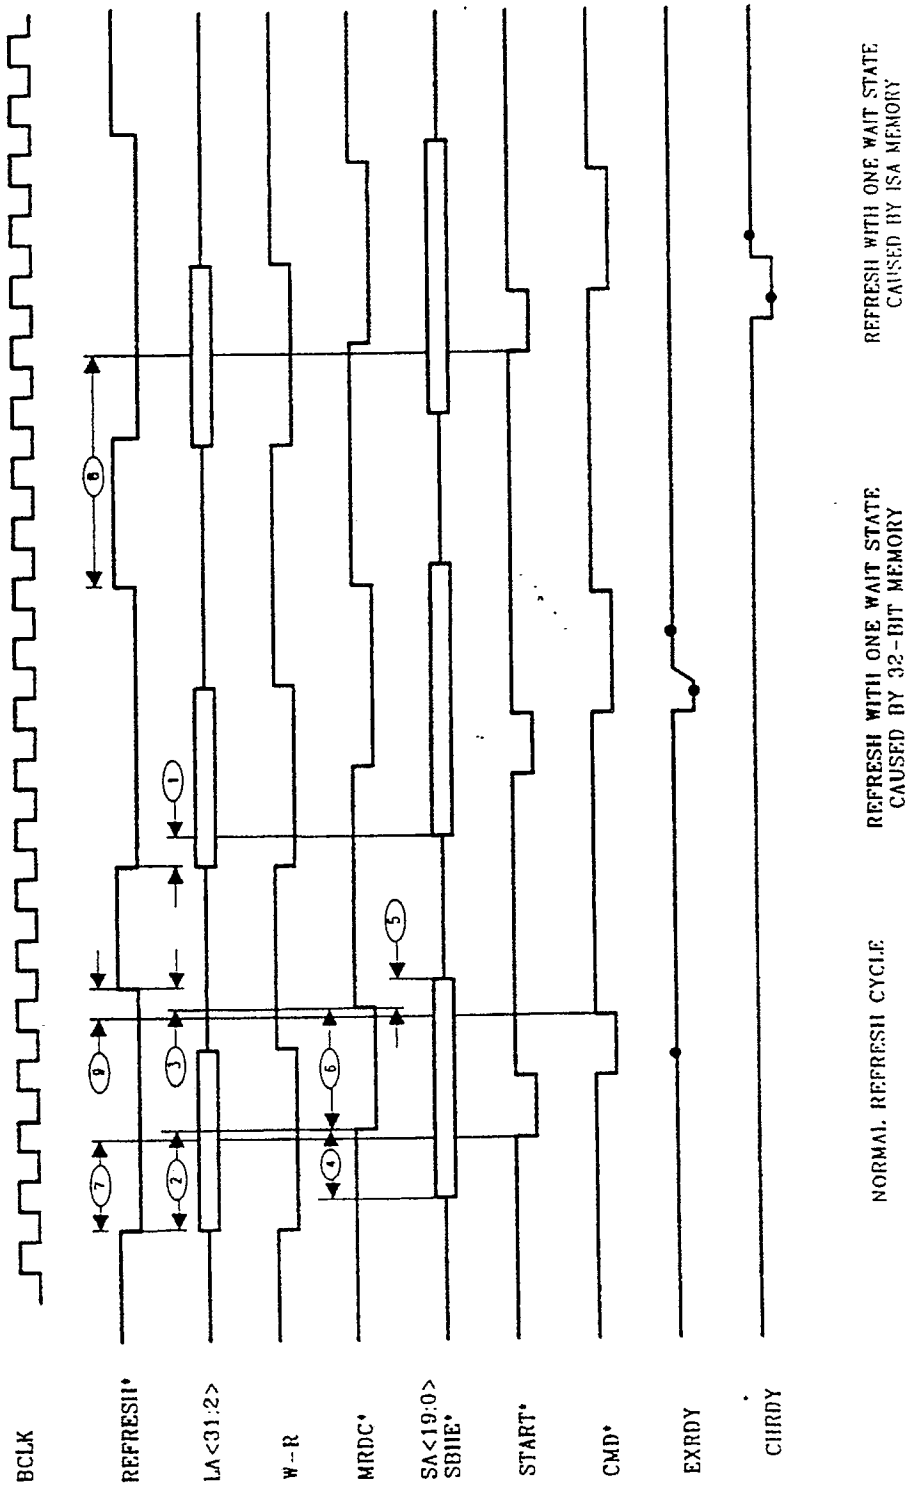 BCLK
REFRESH*
LA<31:2>
W--R
MRDC*
SA<19:0>
SBHE*
START*
CMD*
EXRDY
CHRDY
7
9
8
2
3
1
4
6
5
NORMAL REFRESH CYCLE
REFRESH WITH ONE WAIT STATE
CAUSED BY 32-BIT MEMORY
REFRESH WITH ONE WAIT STATE
CAUSED BY ISA MEMORY